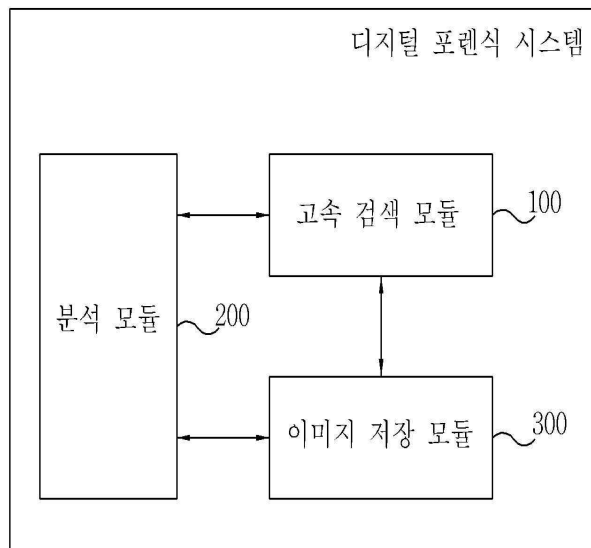 디지털 포렌식 시스템
고속 검색 모듈
100
분석 모듈
200
이미지 저장 모듈
300